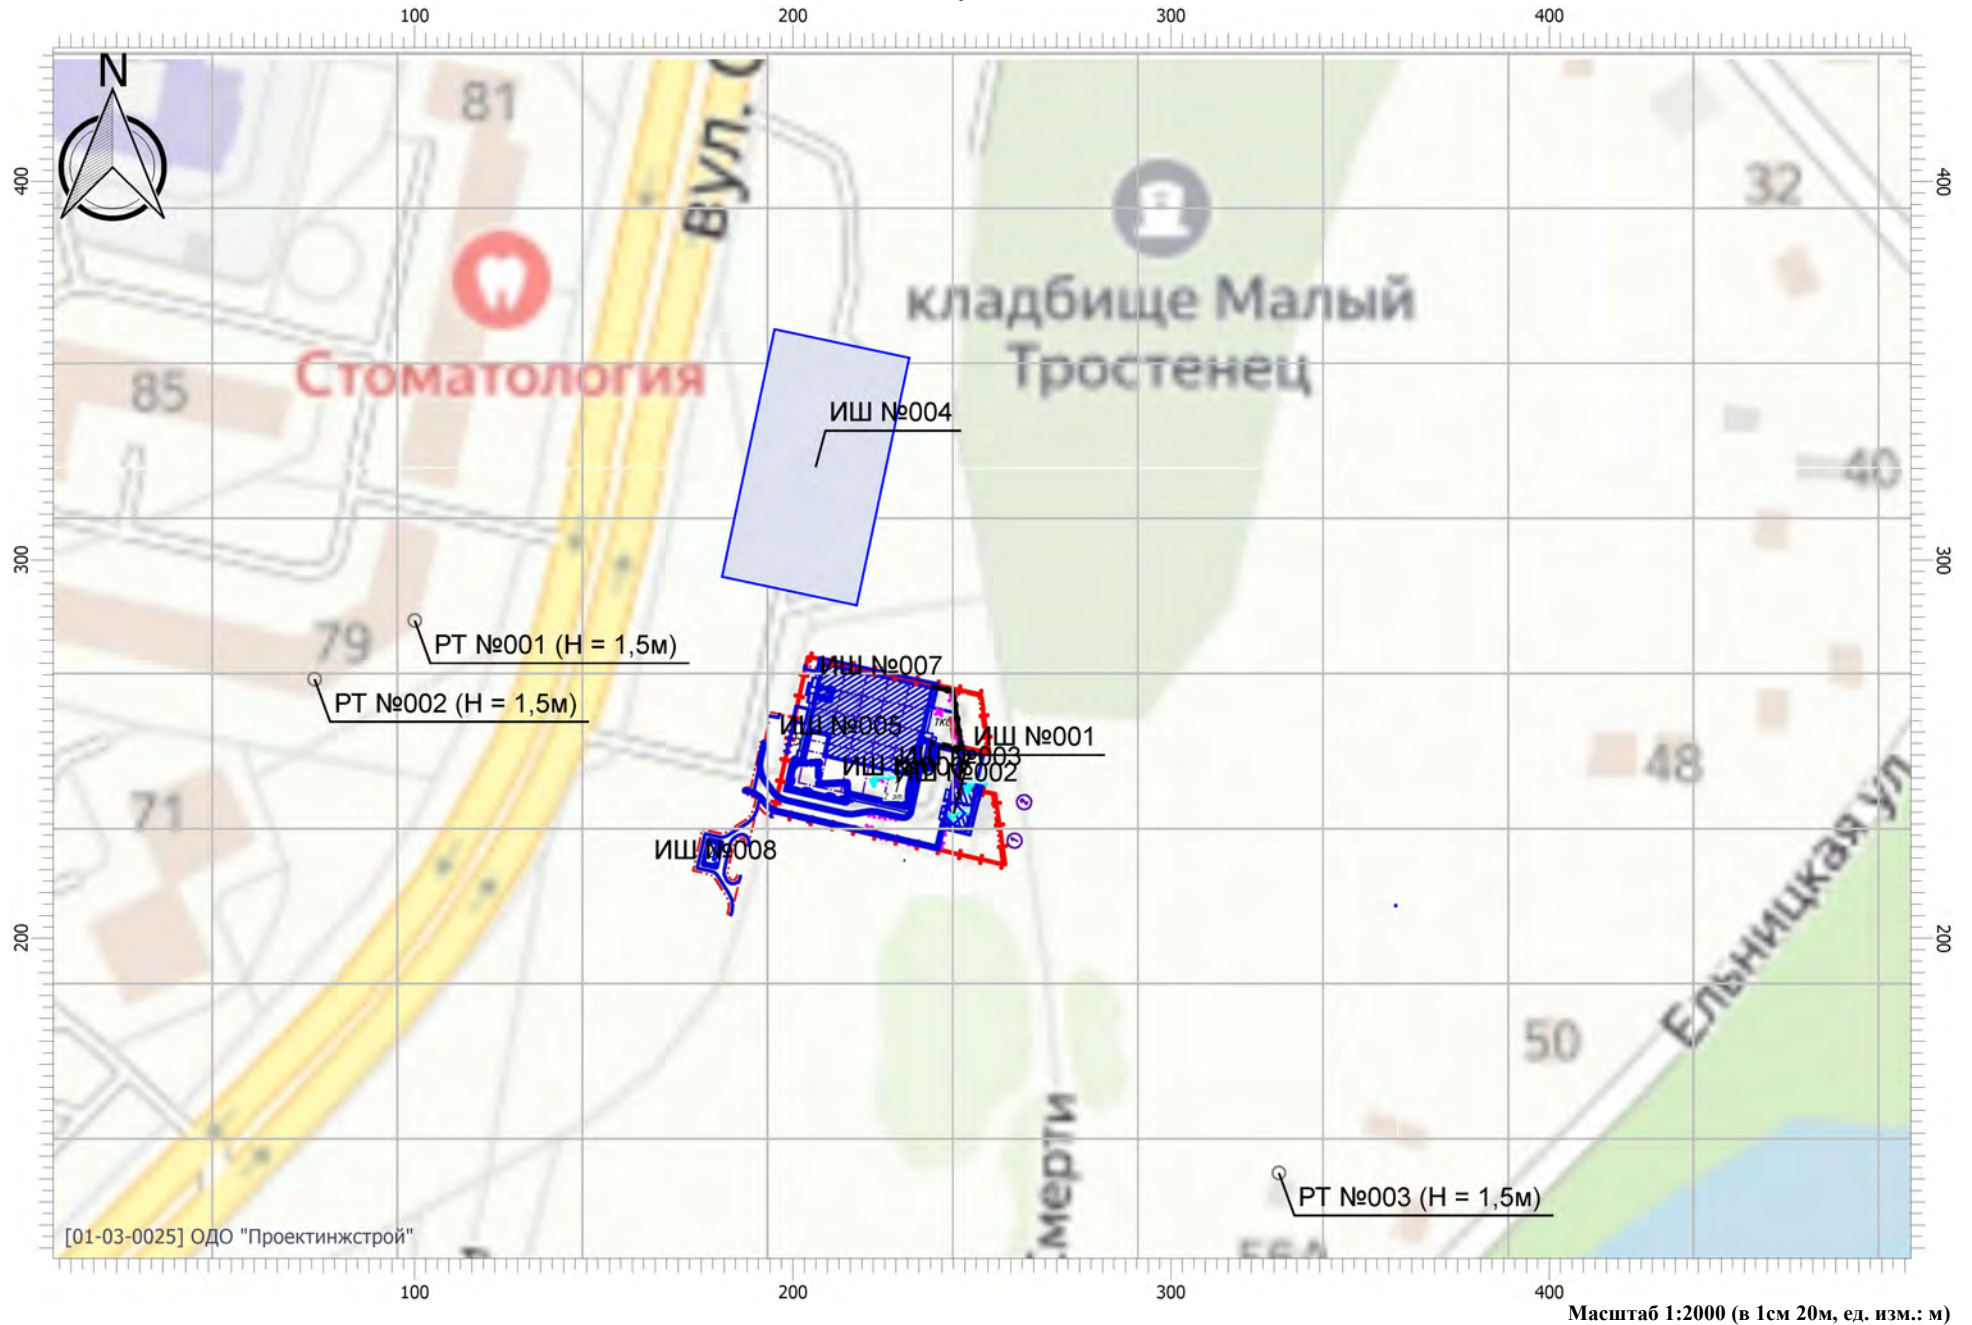 100 200 300 400
N
81
400 400
вул.
32
кладбище Малый
Тростенец
Стоматология
85
ИШ №004
40
300 300
79
РТ №001 (H = 1,5м)
РТ №002 (H = 1,5м)
ИШ №007
ИШ №005
ИШ №001
ИШ №002
48
71
ИШ №008
Ельницкая ул
200 200
50
РТ №003 (H = 1,5м)
[01-03-0025] ОДО "Проектинжстрой"
100 200 300 400
Масштаб 1:2000 (в 1см 20м, ед. изм.: м)